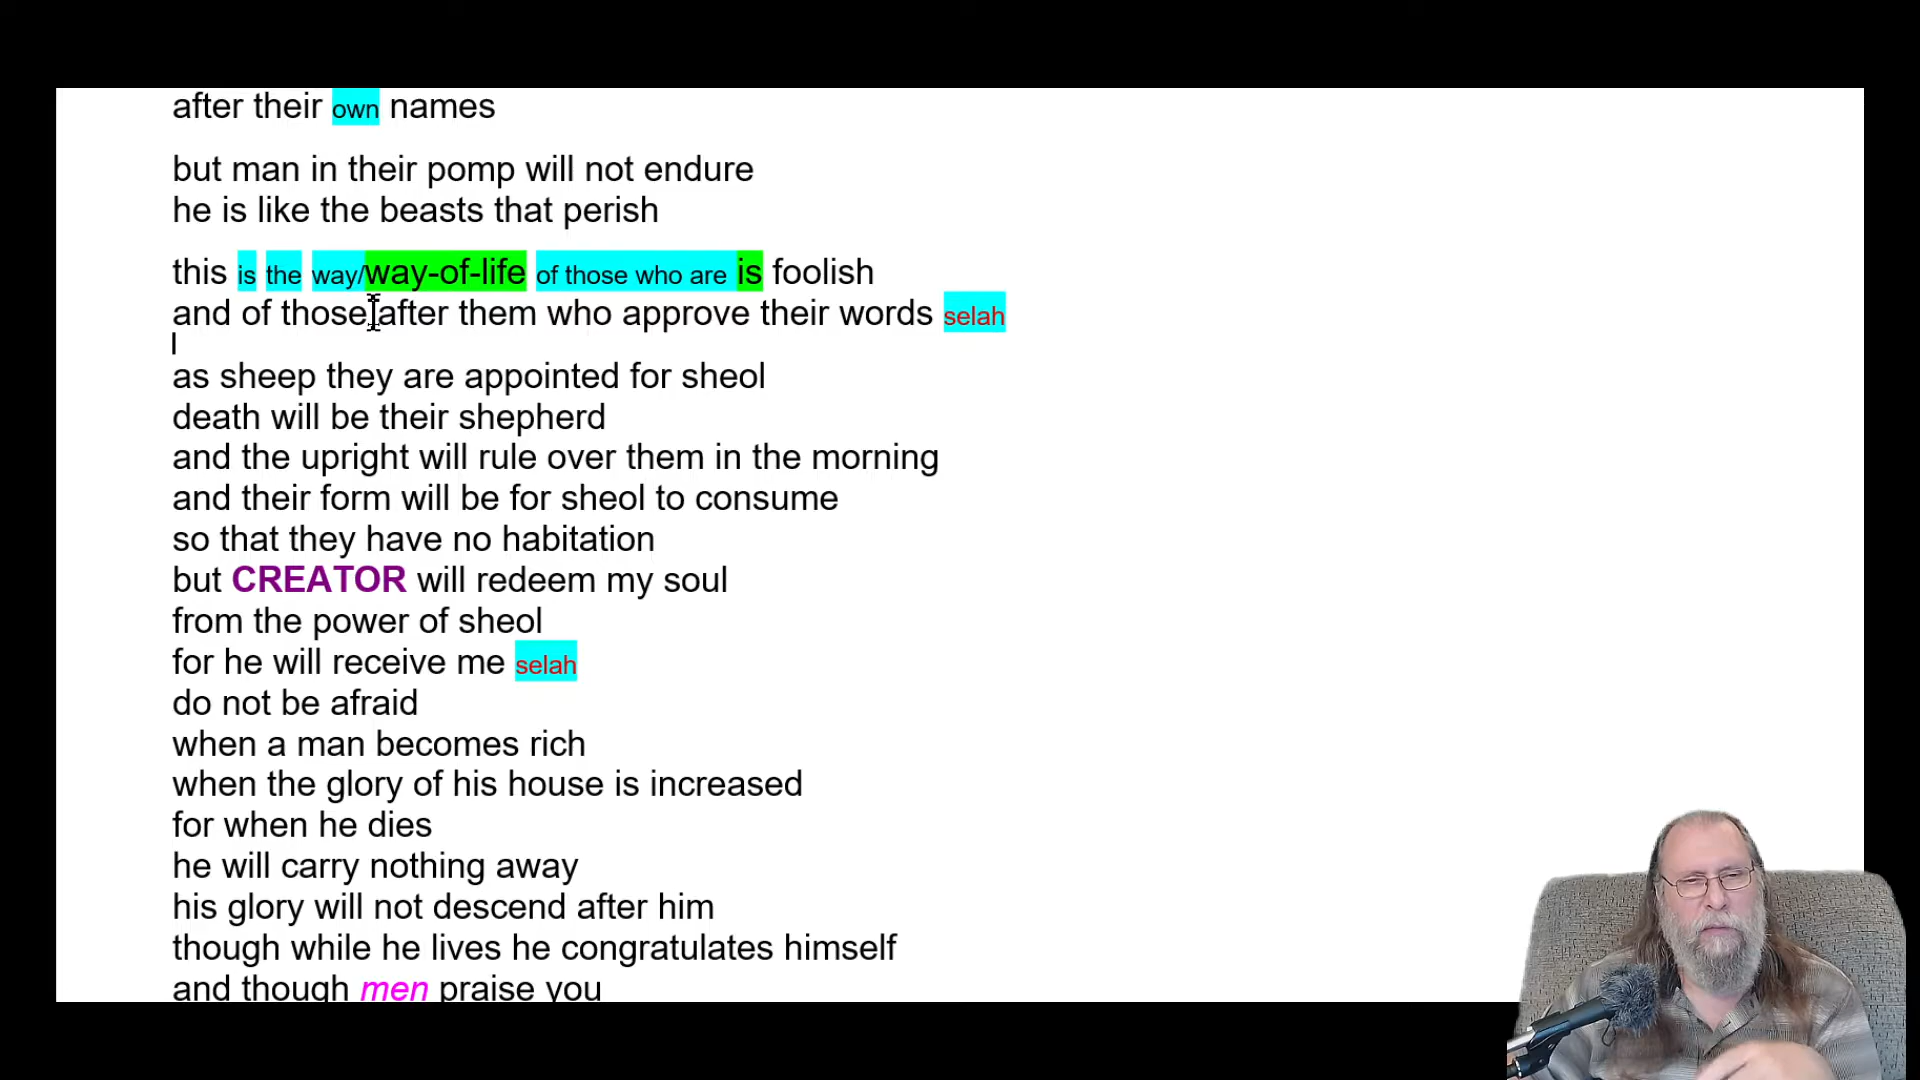 after their own names
but man in their pomp will not endure
he is like the beasts that perish
this is the way/way-of-life of those who are is foolish
and of those after them who approve their words selah
as sheep they are appointed for sheol
death will be their shepherd
and the upright will rule over them in the morning
and their form will be for sheol to consume
so that they have no habitation
but CREATOR will redeem my soul
from the power of sheol
for he will receive me selah
do not be afraid
when a man becomes rich
when the glory of his house is increased
for when he dies
he will carry nothing away
his glory will not descend after him
though while he lives he congratulates himself
and though men praise you